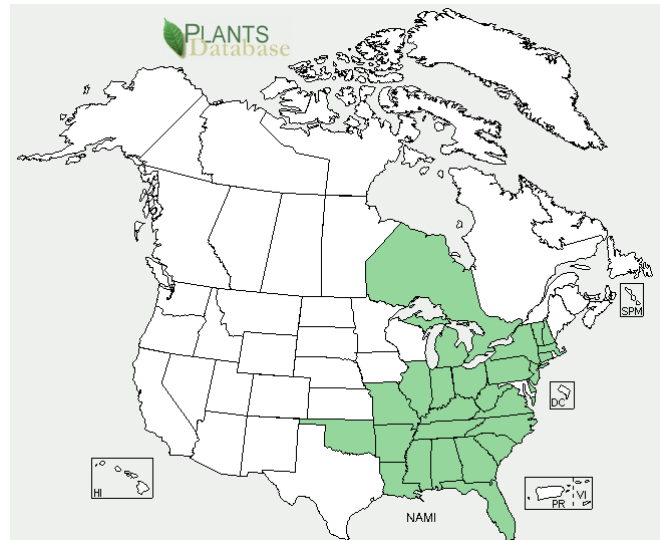 PLANTS
Database
SPM
DC
HI
PR
VI
NAMI